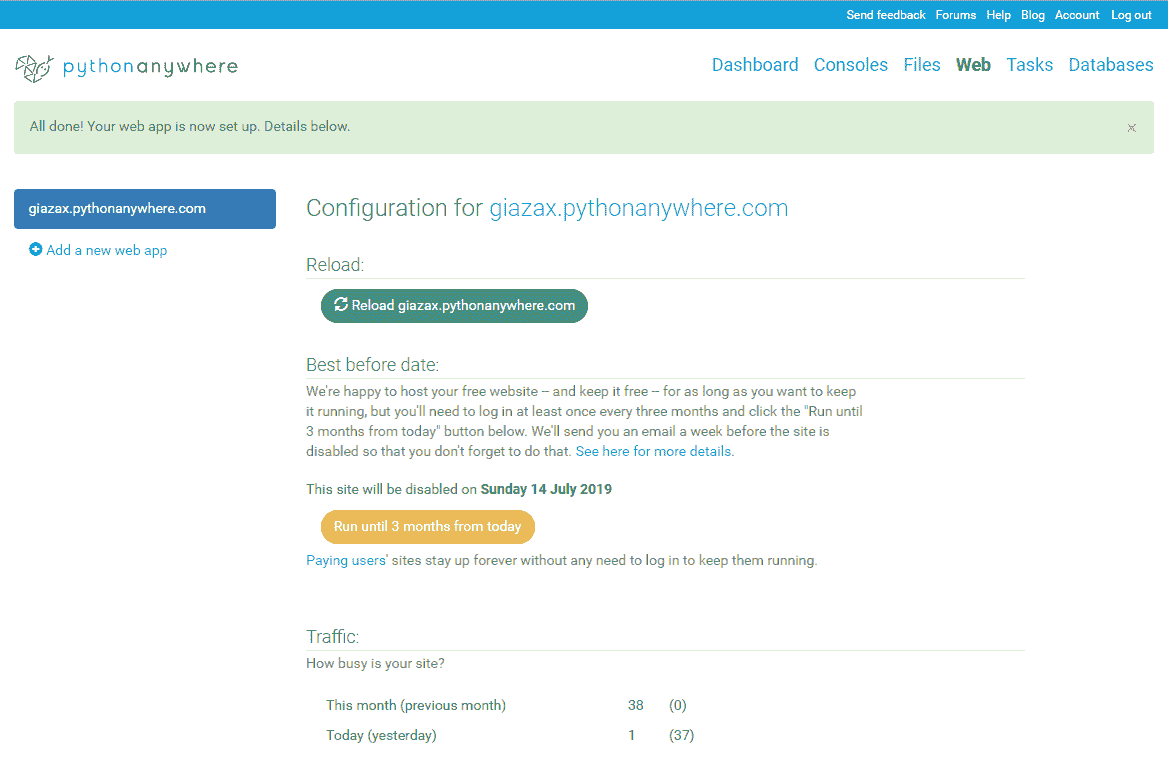 Send feedback Forums Help Blog Account Log out
pythonanywhere
Dashboard Consoles Files Web Tasks Databases
All done! Your web app is now set up. Details below.
×
giazax.pythonanywhere.com
Add a new web app
Configuration for giazax.pythonanywhere.com
Reload:
Reload giazax.pythonanywhere.com
Best before date:
We're happy to host your free website -- and keep it free -- for as long as you want to keep
it running, but you'll need to log in at least once every three months and click the "Run until
3 months from today" button below. We'll send you an email a week before the site is
disabled so that you don't forget to do that. See here for more details.
This site will be disabled on Sunday 14 July 2019
Run until 3 months from today
Paying users' sites stay up forever without any need to log in to keep them running.
Traffic:
How busy is your site?
This month (previous month) 38 (0)
Today (yesterday) 1 (37)